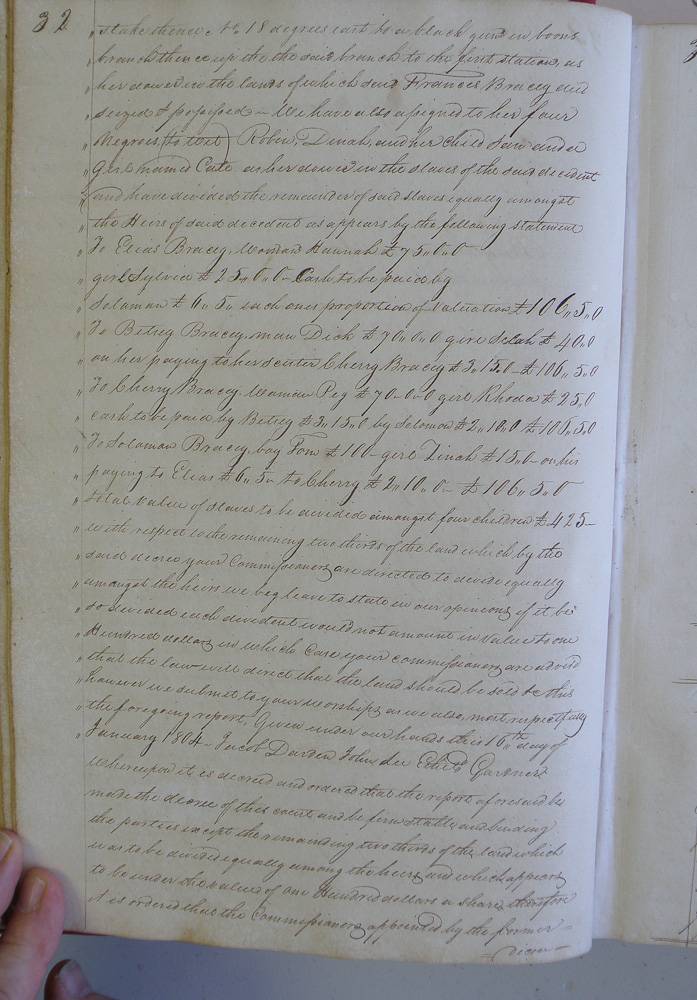 32
" stake thence No. 18 degrees east to a black gum in boons
" branch thence up the the said branch to the first station, as
" her dower in the lands of which said Francis Bracey died
" seized & possessed — We have also assigned to her four
" Negroes, (to wit) Robin, Dinah, and her child Sam and a
" girl named Cate as her dower in the slaves of the said decedent
" and have divided the remainder of said slaves equally amongst
" the Heirs of said decedent as appears by the following statement
" To Elias Bracey, Woman Hannah £75..0..0
" girl Sylvia £25..0..0 — Cash to be paid by
" Solomon £6..5.. each ones proportion of Valuation £106..5..0
" To Betsey Bracey, man Dick £70..0..0 girl Selah £40.0
" on her paying to her sister Cherry Bracey £3.15.0 — £106..5.0
" To Cherry Bracey Woman Peg £70-0-0 girl Rhoda £25.0
" cash to be paid by Betsey £3..15.0 by Solomon £2..10.0 £106..5.0
" To Solaman Bracey, boy Tom £100 — girl Dinah £15.0 — on his
" paying to Elias £6..5 — to Cherry £2..10..0 — £106..5..0
" total Value of slaves to be divided amongst four children £425 —
" with respect to the remaining two thirds of the land which by the
" said decree your Commissioners are directed to devide equally
" amongst the heirs we beg leave to state in our opinions, if it be
" so divided each dividend would not amount in Value to one
" Hundred dollars in which Case your commissioners are advised
" that the law will direct that the land should be sold & this
" however we submit to your Worships as we also, most respectfully
" the foregoing report. Given under our hands this 16th day of
" January 1804 — Jacob Darden John Lee Gardner
Whereupon it is decreed and ordered that the report aforesaid be
made the decree of this court and be firm stable and binding
the parties except the remainding two thirds of the land which
was to be divided equally among the heirs and which appears
to be under the value of one Hundred dollars a share, therefore
it is ordered that the Commissioners appointed by the former